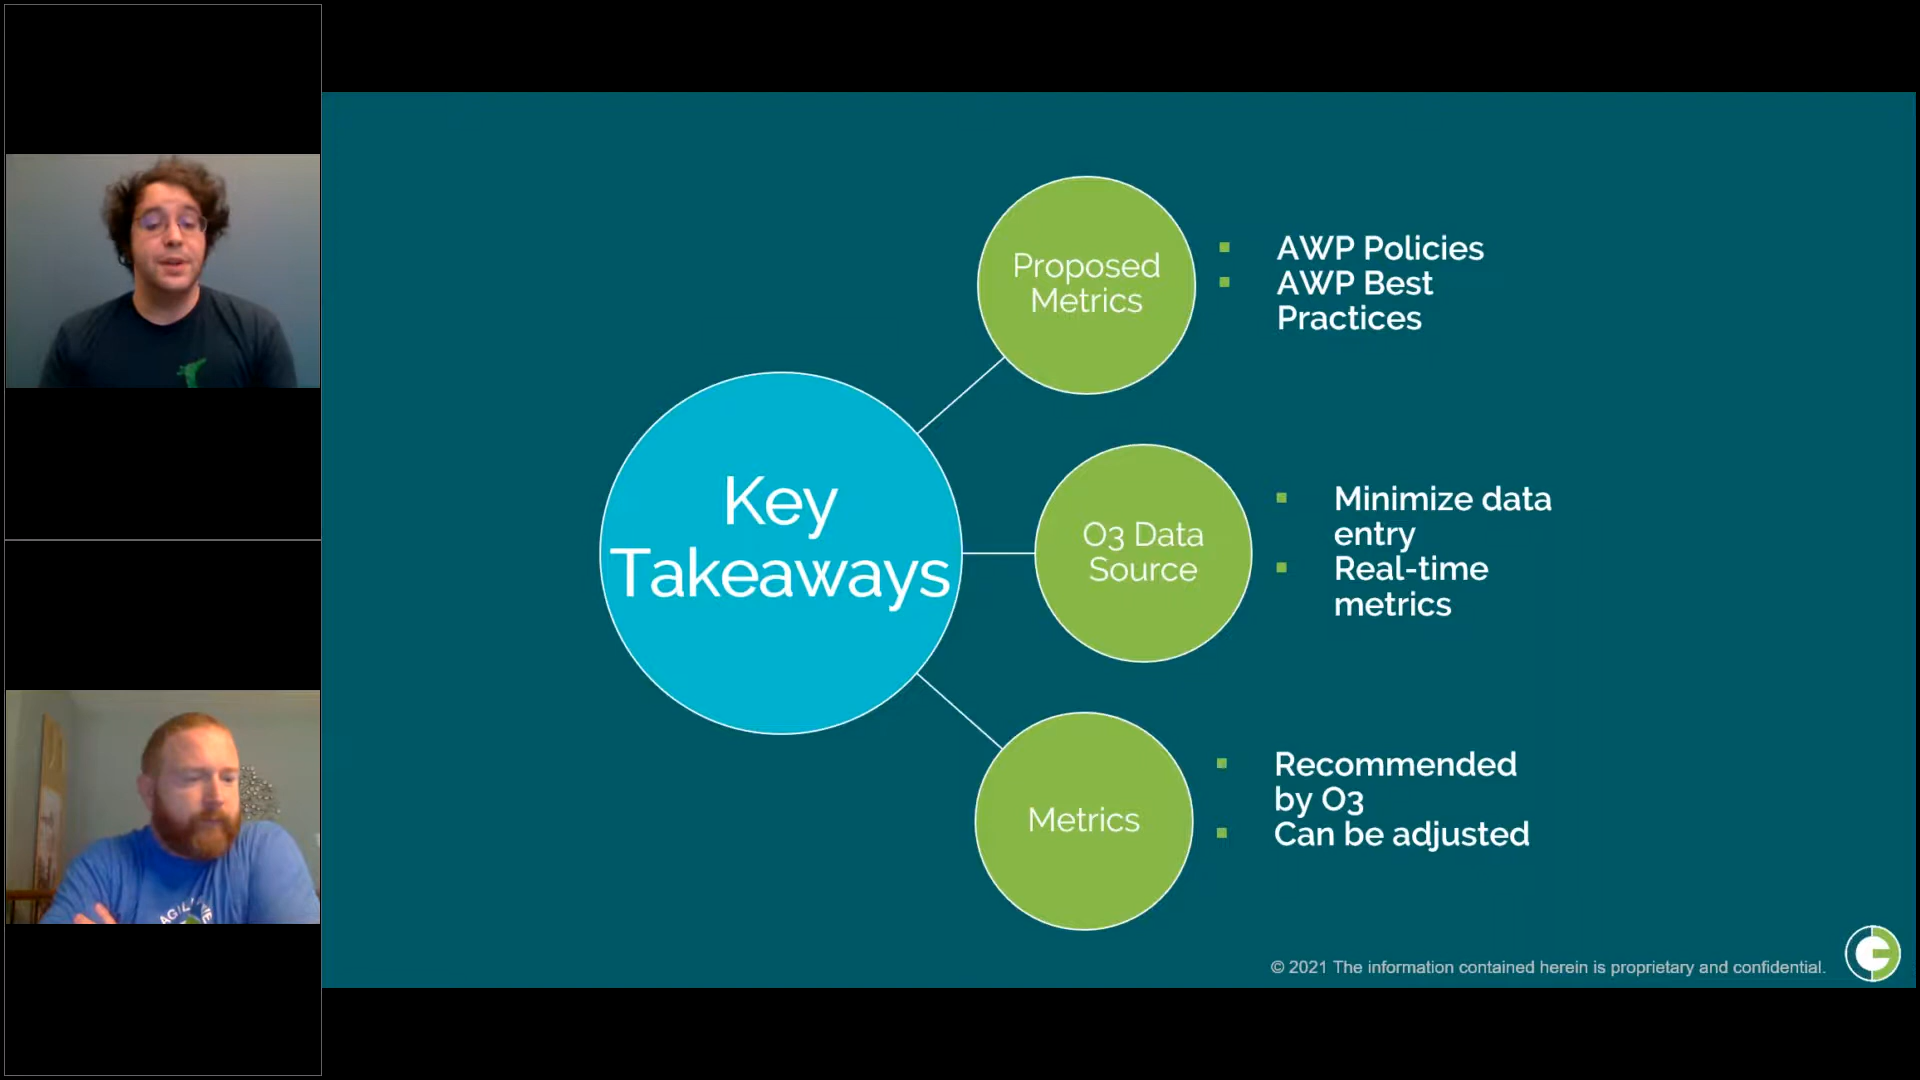 Proposed
Metrics
AWP Policies
AWP Best
Practices
Key
Takeaways
O3 Data
Source
Minimize data
entry
Real-time
metrics
Metrics
Recommended
by O3
Can be adjusted
© 2021 The information contained herein is proprietary and confidential.